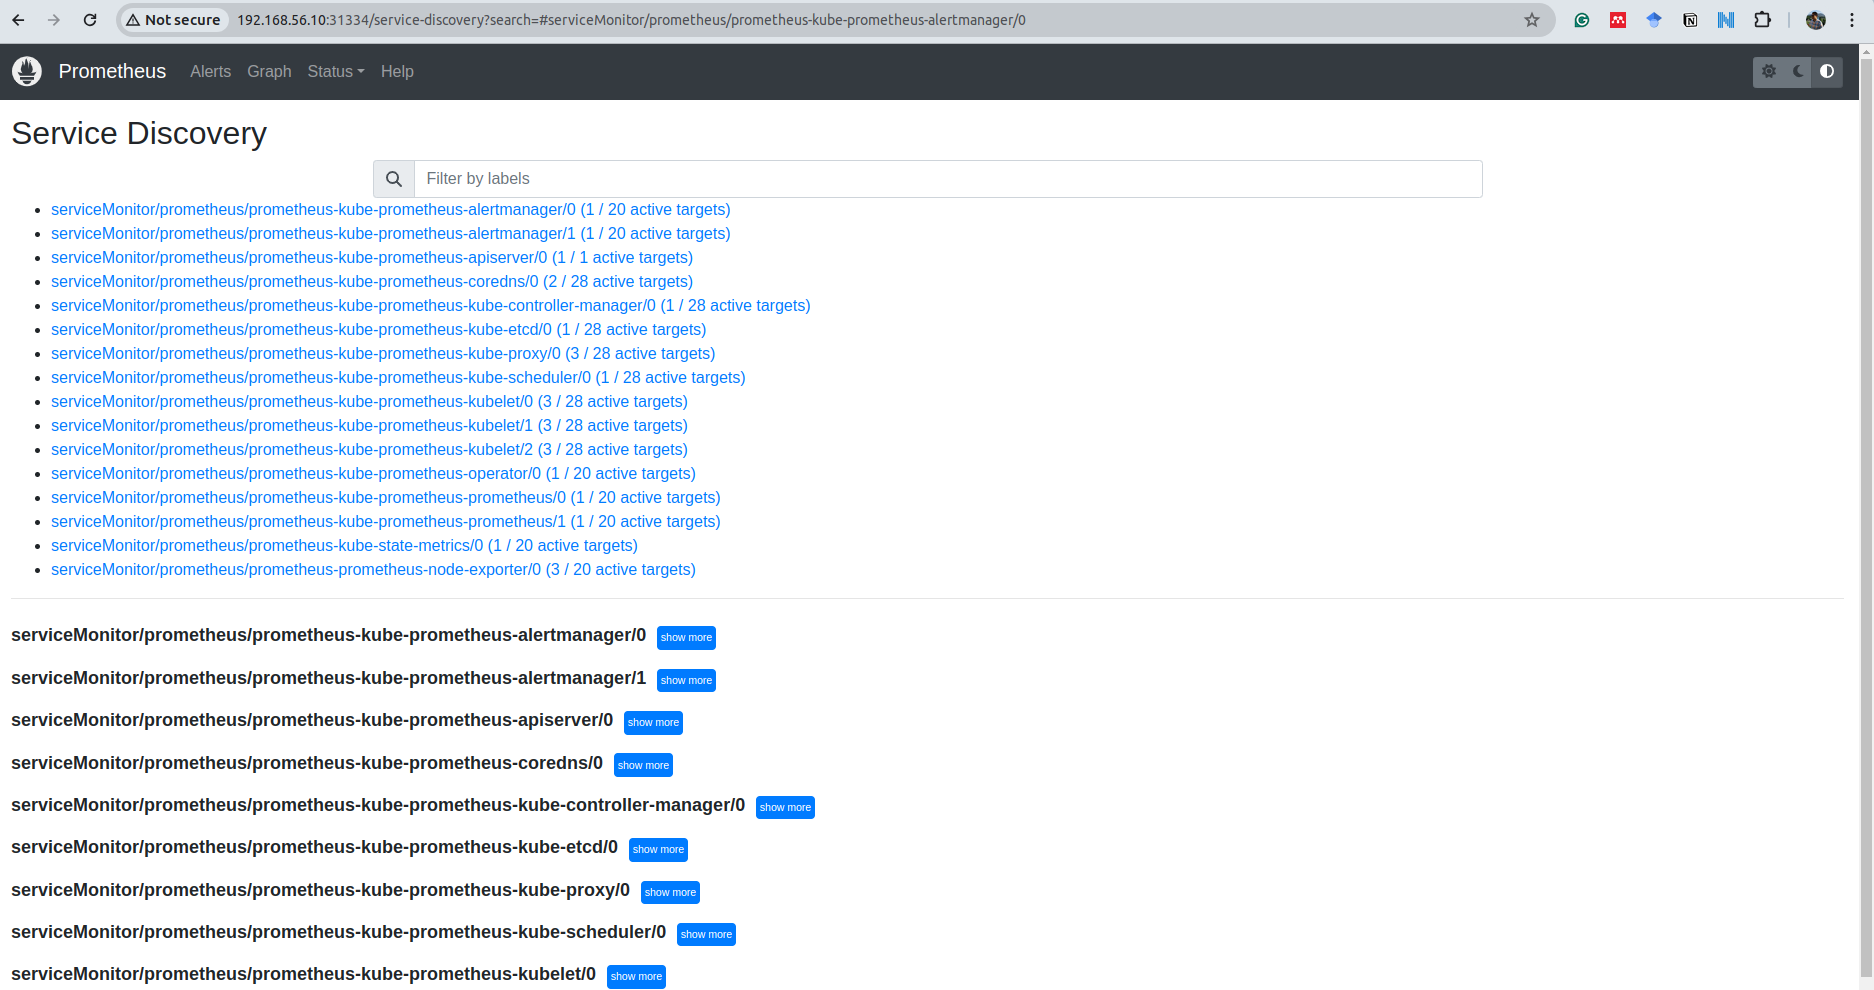 Not secure 192.168.56.10:31334/service-discovery?search=#serviceMonitor/prometheus/prometheus-kube-prometheus-alertmanager/0
Prometheus Alerts Graph Status Help
Service Discovery
Filter by labels
serviceMonitor/prometheus/prometheus-kube-prometheus-alertmanager/0 (1 / 20 active targets)
serviceMonitor/prometheus/prometheus-kube-prometheus-alertmanager/1 (1 / 20 active targets)
serviceMonitor/prometheus/prometheus-kube-prometheus-apiserver/0 (1 / 1 active targets)
serviceMonitor/prometheus/prometheus-kube-prometheus-coredns/0 (2 / 28 active targets)
serviceMonitor/prometheus/prometheus-kube-prometheus-kube-controller-manager/0 (1 / 28 active targets)
serviceMonitor/prometheus/prometheus-kube-prometheus-kube-etcd/0 (1 / 28 active targets)
serviceMonitor/prometheus/prometheus-kube-prometheus-kube-proxy/0 (3 / 28 active targets)
serviceMonitor/prometheus/prometheus-kube-prometheus-kube-scheduler/0 (1 / 28 active targets)
serviceMonitor/prometheus/prometheus-kube-prometheus-kubelet/0 (3 / 28 active targets)
serviceMonitor/prometheus/prometheus-kube-prometheus-kubelet/1 (3 / 28 active targets)
serviceMonitor/prometheus/prometheus-kube-prometheus-kubelet/2 (3 / 28 active targets)
serviceMonitor/prometheus/prometheus-kube-prometheus-operator/0 (1 / 20 active targets)
serviceMonitor/prometheus/prometheus-kube-prometheus-prometheus/0 (1 / 20 active targets)
serviceMonitor/prometheus/prometheus-kube-prometheus-prometheus/1 (1 / 20 active targets)
serviceMonitor/prometheus/prometheus-kube-state-metrics/0 (1 / 20 active targets)
serviceMonitor/prometheus/prometheus-prometheus-node-exporter/0 (3 / 20 active targets)
serviceMonitor/prometheus/prometheus-kube-prometheus-alertmanager/0 show more
serviceMonitor/prometheus/prometheus-kube-prometheus-alertmanager/1 show more
serviceMonitor/prometheus/prometheus-kube-prometheus-apiserver/0 show more
serviceMonitor/prometheus/prometheus-kube-prometheus-coredns/0 show more
serviceMonitor/prometheus/prometheus-kube-prometheus-kube-controller-manager/0 show more
serviceMonitor/prometheus/prometheus-kube-prometheus-kube-etcd/0 show more
serviceMonitor/prometheus/prometheus-kube-prometheus-kube-proxy/0 show more
serviceMonitor/prometheus/prometheus-kube-prometheus-kube-scheduler/0 show more
serviceMonitor/prometheus/prometheus-kube-prometheus-kubelet/0 show more